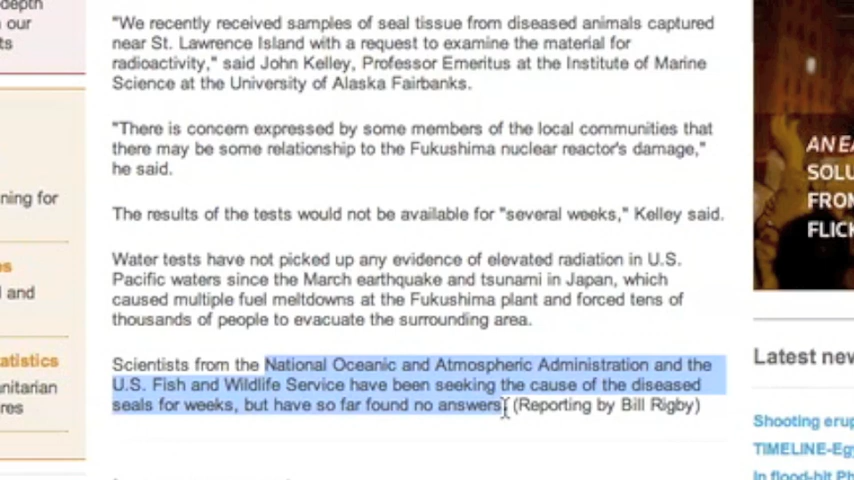 depth
our
ts
ning for
s
l and
atistics
nitarian
res
"We recently received samples of seal tissue from diseased animals captured
near St. Lawrence Island with a request to examine the material for
radioactivity," said John Kelley, Professor Emeritus at the Institute of Marine
Science at the University of Alaska Fairbanks.
"There is concern expressed by some members of the local communities that
there may be some relationship to the Fukushima nuclear reactor's damage,"
he said.
The results of the tests would not be available for "several weeks," Kelley said.
Water tests have not picked up any evidence of elevated radiation in U.S.
Pacific waters since the March earthquake and tsunami in Japan, which
caused multiple fuel meltdowns at the Fukushima plant and forced tens of
thousands of people to evacuate the surrounding area.
Scientists from the National Oceanic and Atmospheric Administration and the
U.S. Fish and Wildlife Service have been seeking the cause of the diseased
seals for weeks, but have so far found no answers. (Reporting by Bill Rigby)
AN EA
SOLU
FROM
FLICK
Latest new
Shooting erup
TIMELINE-Eg
In flood-hit Ph